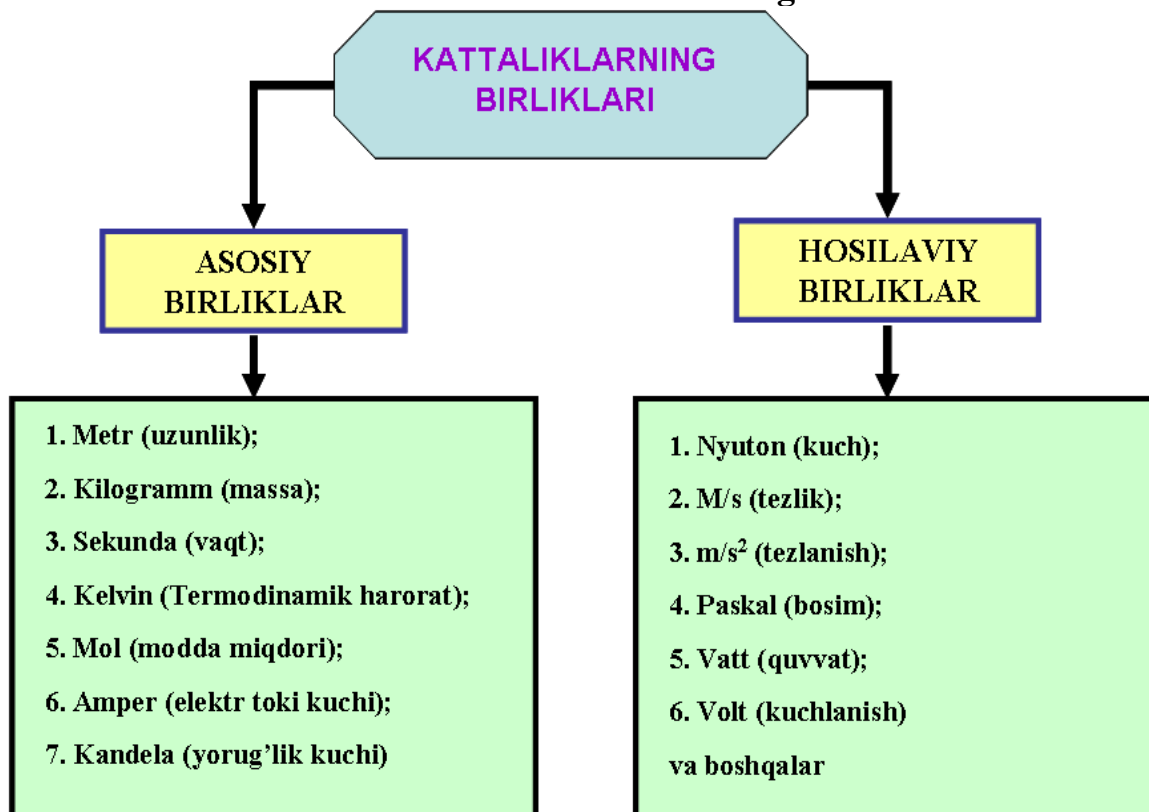 KATTALIKLARNING
BIRLIKLARI
ASOSIY
BIRLIKLAR
HOSILAVIY
BIRLIKLAR
1. Metr (uzunlik);
2. Kilogramm (massa);
3. Sekunda (vaqt);
4. Kelvin (Termodinamik harorat);
5. Mol (modda miqdori);
6. Amper (elektr toki kuchi);
7. Kandela (yorug’lik kuchi)
1. Nyuton (kuch);
2. M/s (tezlik);
3. m/s² (tezlanish);
4. Paskal (bosim);
5. Vatt (quvvat);
6. Volt (kuchlanish)
va boshqalar